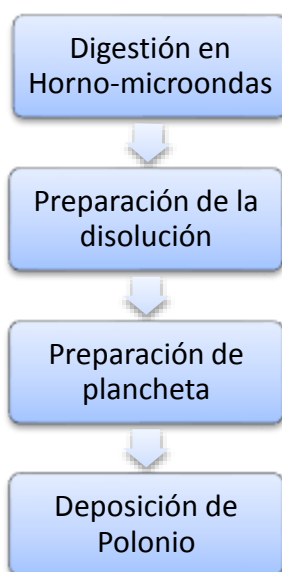 Digestión en
Horno-microondas
Preparación de la
disolución
Preparación de
plancheta
Deposición de
Polonio